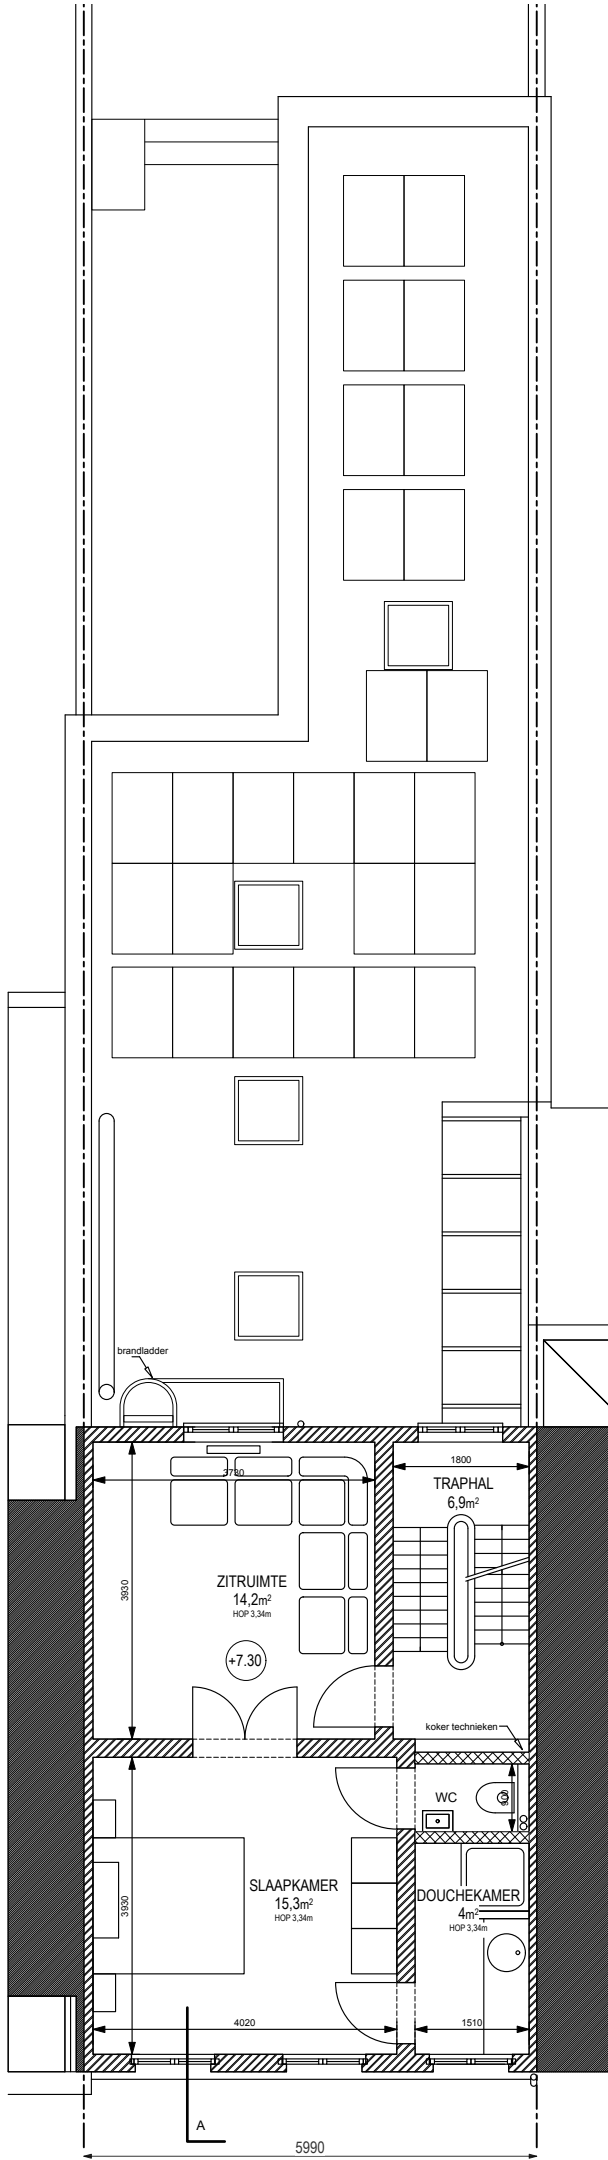 brandladder
1800
TRAPHAL
6,9m²
3730
3930
ZITRUIMTE
14,2m²
HOP 3,34m
+7.30
koker technieken
WC
900
SLAAPKAMER
15,3m²
HOP 3,34m
DOUCHEKAMER
4m²
HOP 3,34m
3930
4020
1510
A
5990